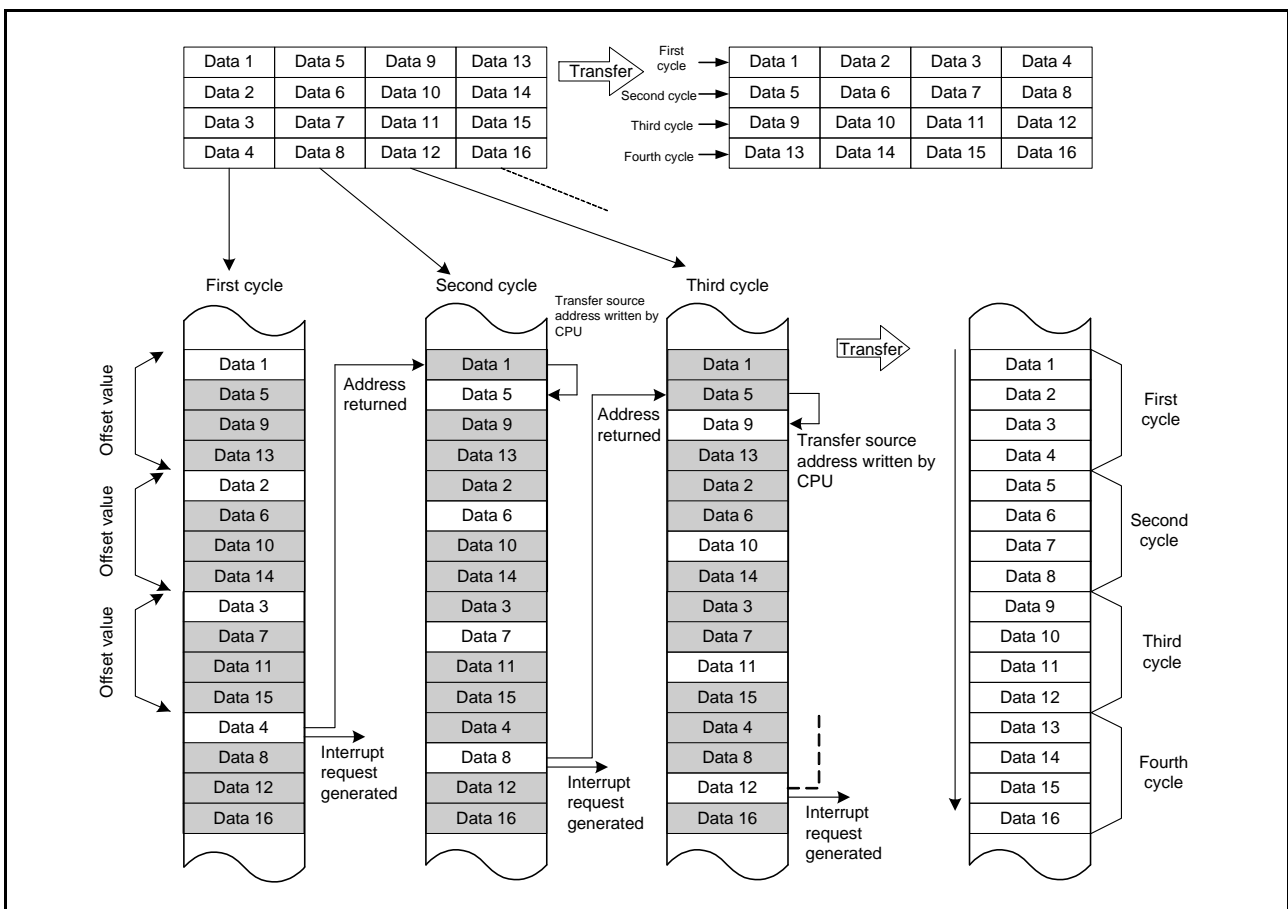 Data 1 Data 5 Data 9 Data 13
Data 2 Data 6 Data 10 Data 14
Data 3 Data 7 Data 11 Data 15
Data 4 Data 8 Data 12 Data 16
Transfer
First
cycle
Data 1 Data 2 Data 3 Data 4
Second cycle
Data 5 Data 6 Data 7 Data 8
Third cycle
Data 9 Data 10 Data 11 Data 12
Fourth cycle
Data 13 Data 14 Data 15 Data 16
First cycle
Offset value
Offset value
Offset value
Data 1
Data 5
Data 9
Data 13
Data 2
Data 6
Data 10
Data 14
Data 3
Data 7
Data 11
Data 15
Data 4
Data 8
Data 12
Data 16
Address
returned
Interrupt
request
generated
Second cycle
Transfer source
address written by
CPU
Data 1
Data 5
Data 9
Data 13
Data 2
Data 6
Data 10
Data 14
Data 3
Data 7
Data 11
Data 15
Data 4
Data 8
Data 12
Data 16
Address
returned
Interrupt
request
generated
Third cycle
Data 1
Data 5
Data 9
Data 13
Data 2
Data 6
Data 10
Data 14
Data 3
Data 7
Data 11
Data 15
Data 4
Data 8
Data 12
Data 16
Transfer source
address written by
CPU
Interrupt
request
generated
Transfer
Data 1
Data 2
Data 3
Data 4
Data 5
Data 6
Data 7
Data 8
Data 9
Data 10
Data 11
Data 12
Data 13
Data 14
Data 15
Data 16
First
cycle
Second
cycle
Third
cycle
Fourth
cycle